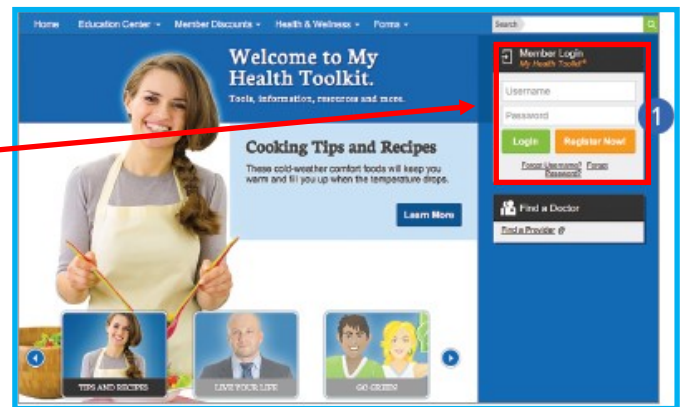 Home Education Center Member Discounts Health & Wellness Forms Search
Welcome to My
Health Toolkit.
Tools, information, resources and more.
Cooking Tips and Recipes
These cold-weather comfort foods will keep you
warm and fill you up when the temperature drops.
Learn More
TIPS AND RECIPES
LIVE YOUR LIFE
GO GREEN
Member Login
My Health Toolkit®
Username
Password
Login Register Now!
Forgot Username? Forgot
Password?
1
Find a Doctor
Find a Provider